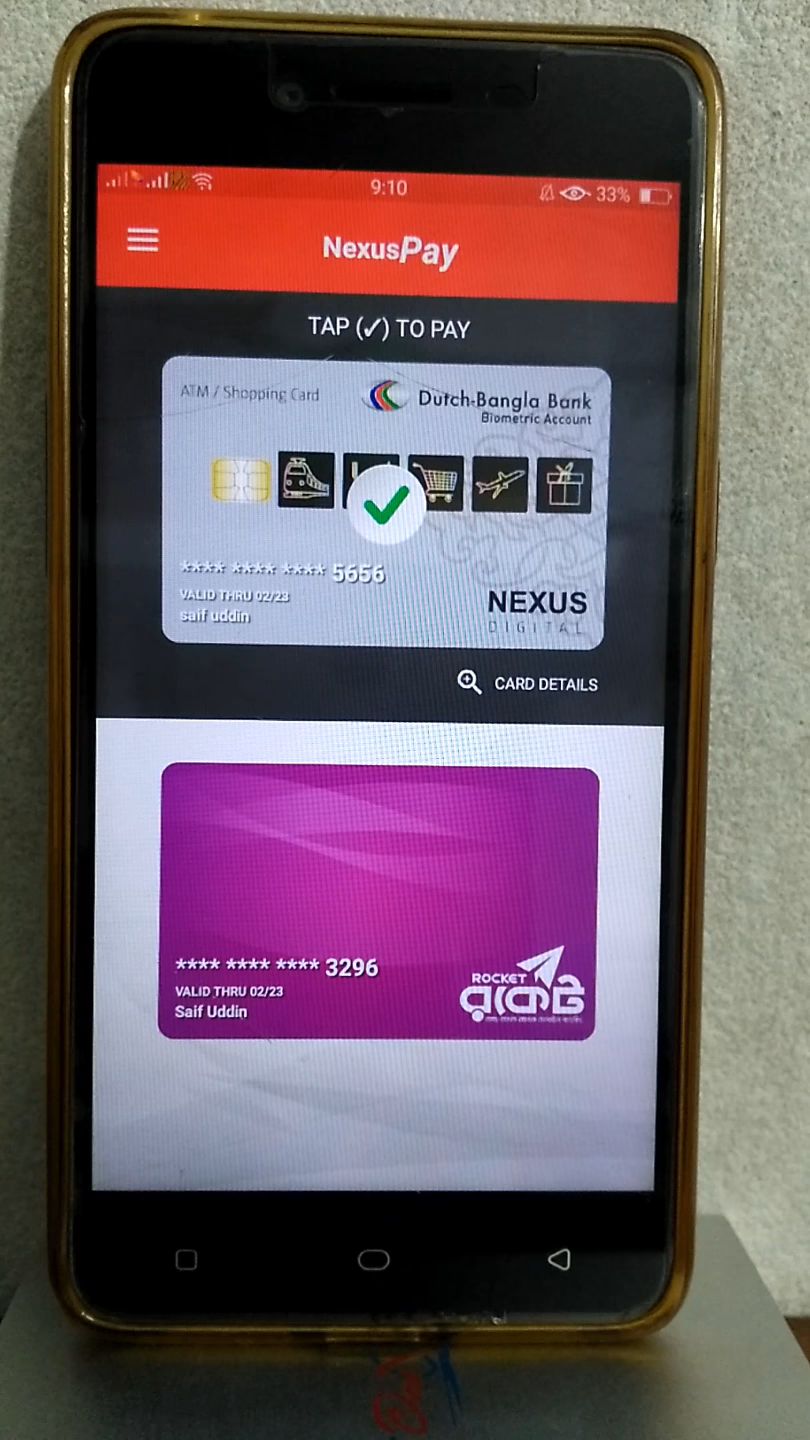 9:10
33%
NexusPay
TAP (✓) TO PAY
ATM / Shopping Card
Dutch-Bangla Bank
Biometric Account
**** **** **** 5656
VALID THRU 02/23
saif uddin
NEXUS
DIGITAL
CARD DETAILS
**** **** **** 3296
VALID THRU 02/23
Saif Uddin
ROCKET
রকেট